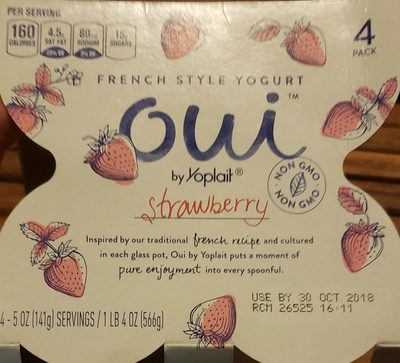 PER SERVING
160 CALORIES
4.5g SAT FAT
80mg SODIUM
15g SUGARS
4 PACK
FRENCH STYLE YOGURT
oui™
by Yoplait®
NON GMO · NON GMO
strawberry
Inspired by our traditional french recipe and cultured
in each glass pot, Oui by Yoplait puts a moment of
pure enjoyment into every spoonful.
USE BY 30 OCT 2018
RCM 26525 16:11
4 - 5 OZ (141g) SERVINGS / 1 LB 4 OZ (566g)